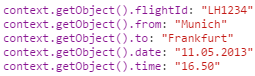 context.getObject().flightId: "LH1234"
context.getObject().from: "Munich"
context.getObject().to: "Frankfurt"
context.getObject().date: "11.05.2013"
context.getObject().time: "16.50"